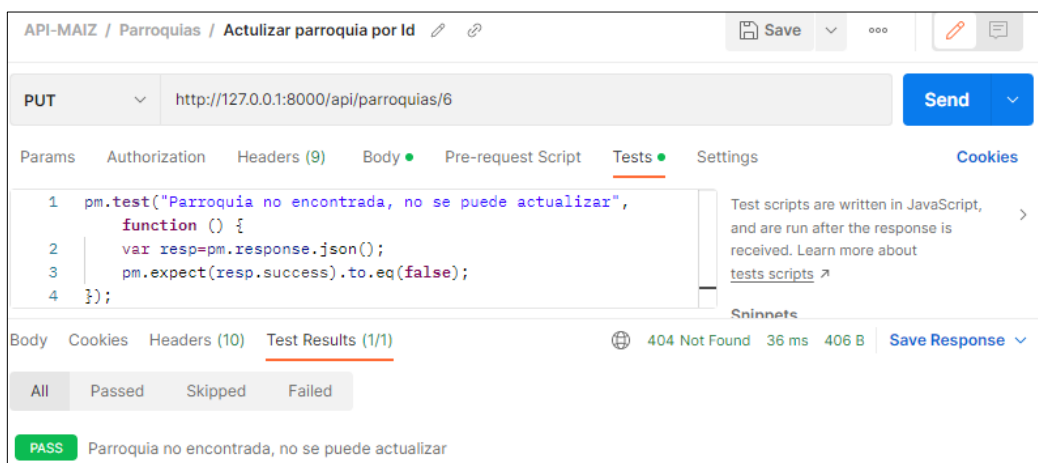 API-MAIZ / Parroquias / Actulizar parroquia por Id
Save
PUT http://127.0.0.1:8000/api/parroquias/6 Send
Params Authorization Headers (9) Body Pre-request Script Tests Settings Cookies
1 pm.test("Parroquia no encontrada, no se puede actualizar",
function () {
2 var resp=pm.response.json();
3 pm.expect(resp.success).to.eq(false);
4 });
Test scripts are written in JavaScript,
and are run after the response is
received. Learn more about
tests scripts ↗
Snippets
Body Cookies Headers (10) Test Results (1/1) 404 Not Found 36 ms 406 B Save Response
All Passed Skipped Failed
PASS Parroquia no encontrada, no se puede actualizar